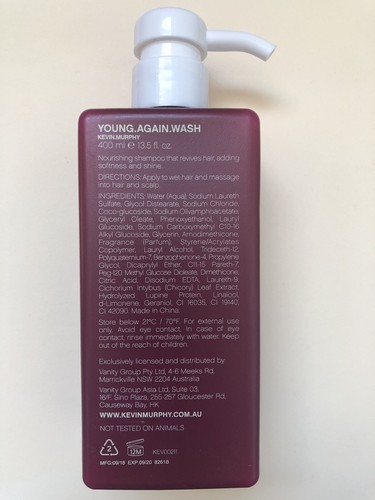 YOUNG.AGAIN.WASH
KEVIN.MURPHY
400 ml ℮ 13.5 fl. oz
Nourishing shampoo that revives hair, adding
softness and shine.
DIRECTIONS: Apply to wet hair and massage
into hair and scalp.
INGREDIENTS: Water (Aqua), Sodium Laureth
Sulfate, Glycol Distearate, Sodium Chloride,
Coco-glucoside, Sodium Olivamphoacetate,
Glyceryl Oleate, Phenoxyethanol, Lauryl
Glucoside, Sodium Carboxymethyl C10-16
Alkyl Glucoside, Glycerin, Amodimethicone,
Fragrance (Parfum), Styrene/Acrylates
Copolymer, Lauryl Alcohol, Trideceth-12,
Polyquaternium-7, Benzophenone-4, Propylene
Glycol, Dicaprylyl Ether, C11-15 Pareth-7,
Peg-120 Methyl Glucose Dioleate, Dimethicone,
Citric Acid, Disodium EDTA, Laureth-9,
Cichorium Intybus (Chicory) Leaf Extract,
Hydrolyzed Lupine Protein, Linalool,
d-Limonene, Geraniol, CI 16035, CI 19140,
CI 42090. Made in China
Store below 21°C / 70°F. For external use
only. Avoid eye contact. In case of eye
contact, rinse immediately with water. Keep
out of the reach of children.
Exclusively licensed and distributed by
Vanity Group Pty Ltd, 4-6 Meeks Rd,
Marrickville NSW 2204 Australia
Vanity Group Asia Ltd, Suite 03,
16/F. Sino Plaza, 255-257 Gloucester Rd,
Causeway Bay, HK
WWW.KEVINMURPHY.COM.AU
NOT TESTED ON ANIMALS
2 12M KEV00211
MFG:09/18 EXP:09/20 82618